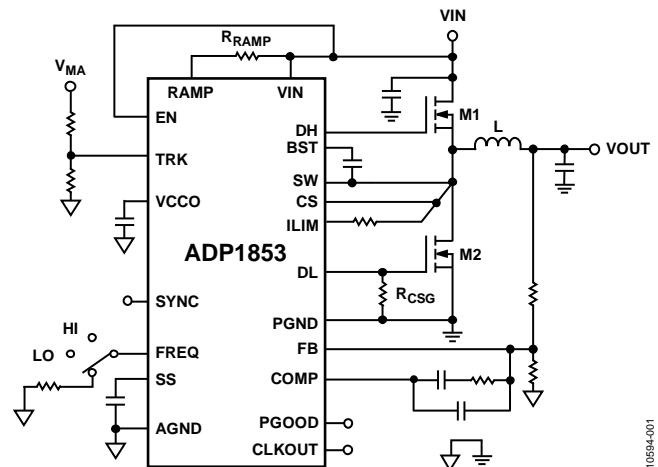 VIN
RRAMP
VMA
RAMP
VIN
EN
M1
DH
L
BST
TRK
VOUT
SW
VCCO
CS
ILIM
ADP1853
M2
DL
SYNC
RCSG
HI
PGND
LO
FREQ
FB
SS
COMP
AGND
PGOOD
CLKOUT
10594-001